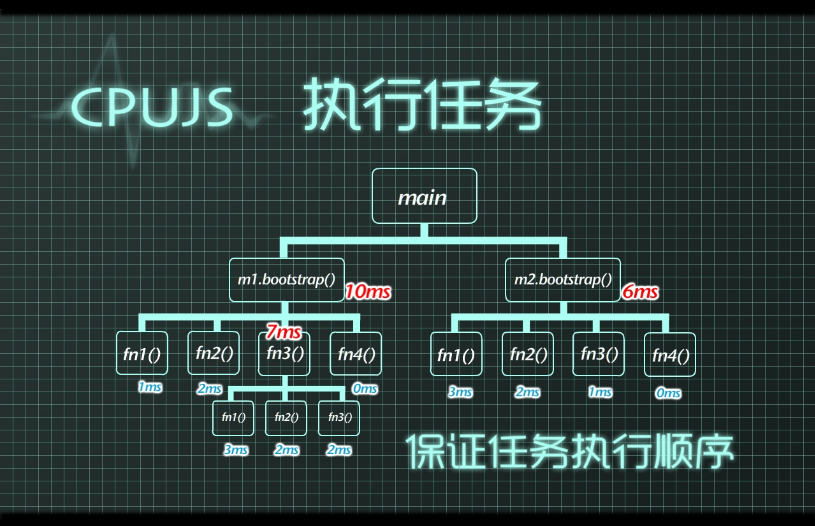 CPUJS 执行任务
main
m1.bootstrap() 10ms m2.bootstrap() 6ms
7ms
fn1() fn2() fn3() fn4() fn1() fn2() fn3() fn4()
1ms 2ms 0ms 3ms 2ms 1ms 0ms
fn1() fn2() fn3()
3ms 2ms 2ms
保证任务执行顺序